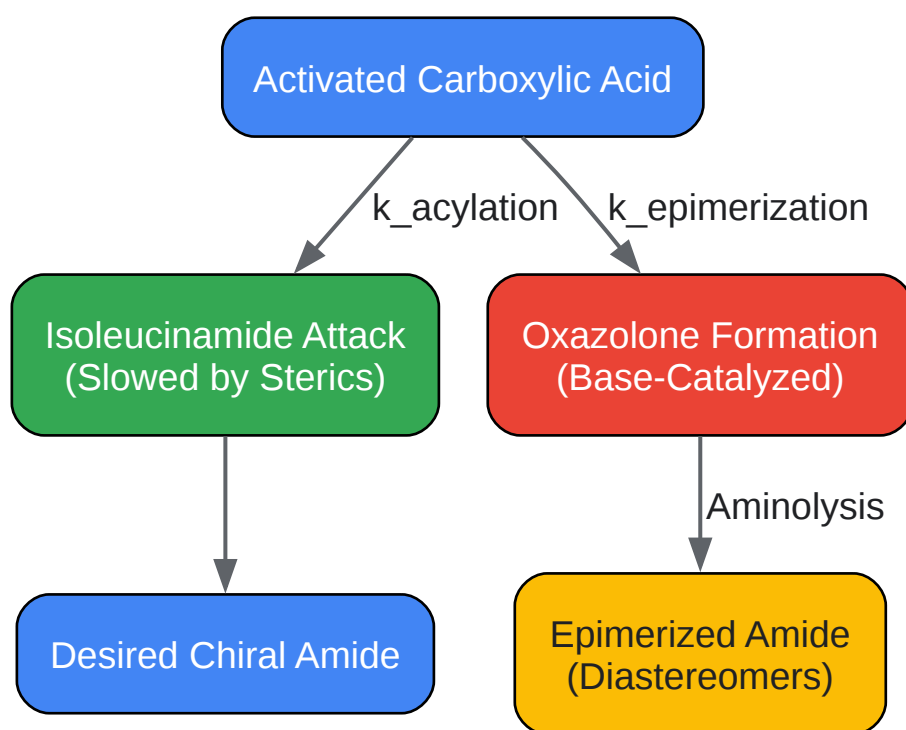 Activated Carboxylic Acid
k_acylation
k_epimerization
Isoleucinamide Attack
(Slowed by Sterics)
Oxazolone Formation
(Base-Catalyzed)
Aminolysis
Desired Chiral Amide
Epimerized Amide
(Diastereomers)